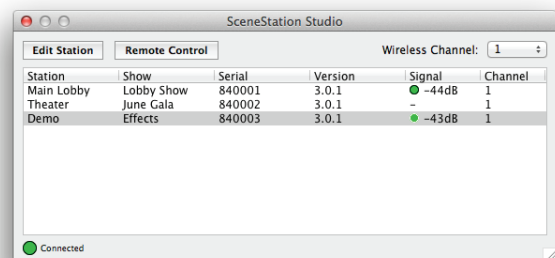 SceneStation Studio
Edit Station Remote Control Wireless Channel: 1
Station Show Serial Version Signal Channel
Main Lobby Lobby Show 840001 3.0.1 -44dB 1
Theater June Gala 840002 3.0.1 - 1
Demo Effects 840003 3.0.1 -43dB 1
Connected